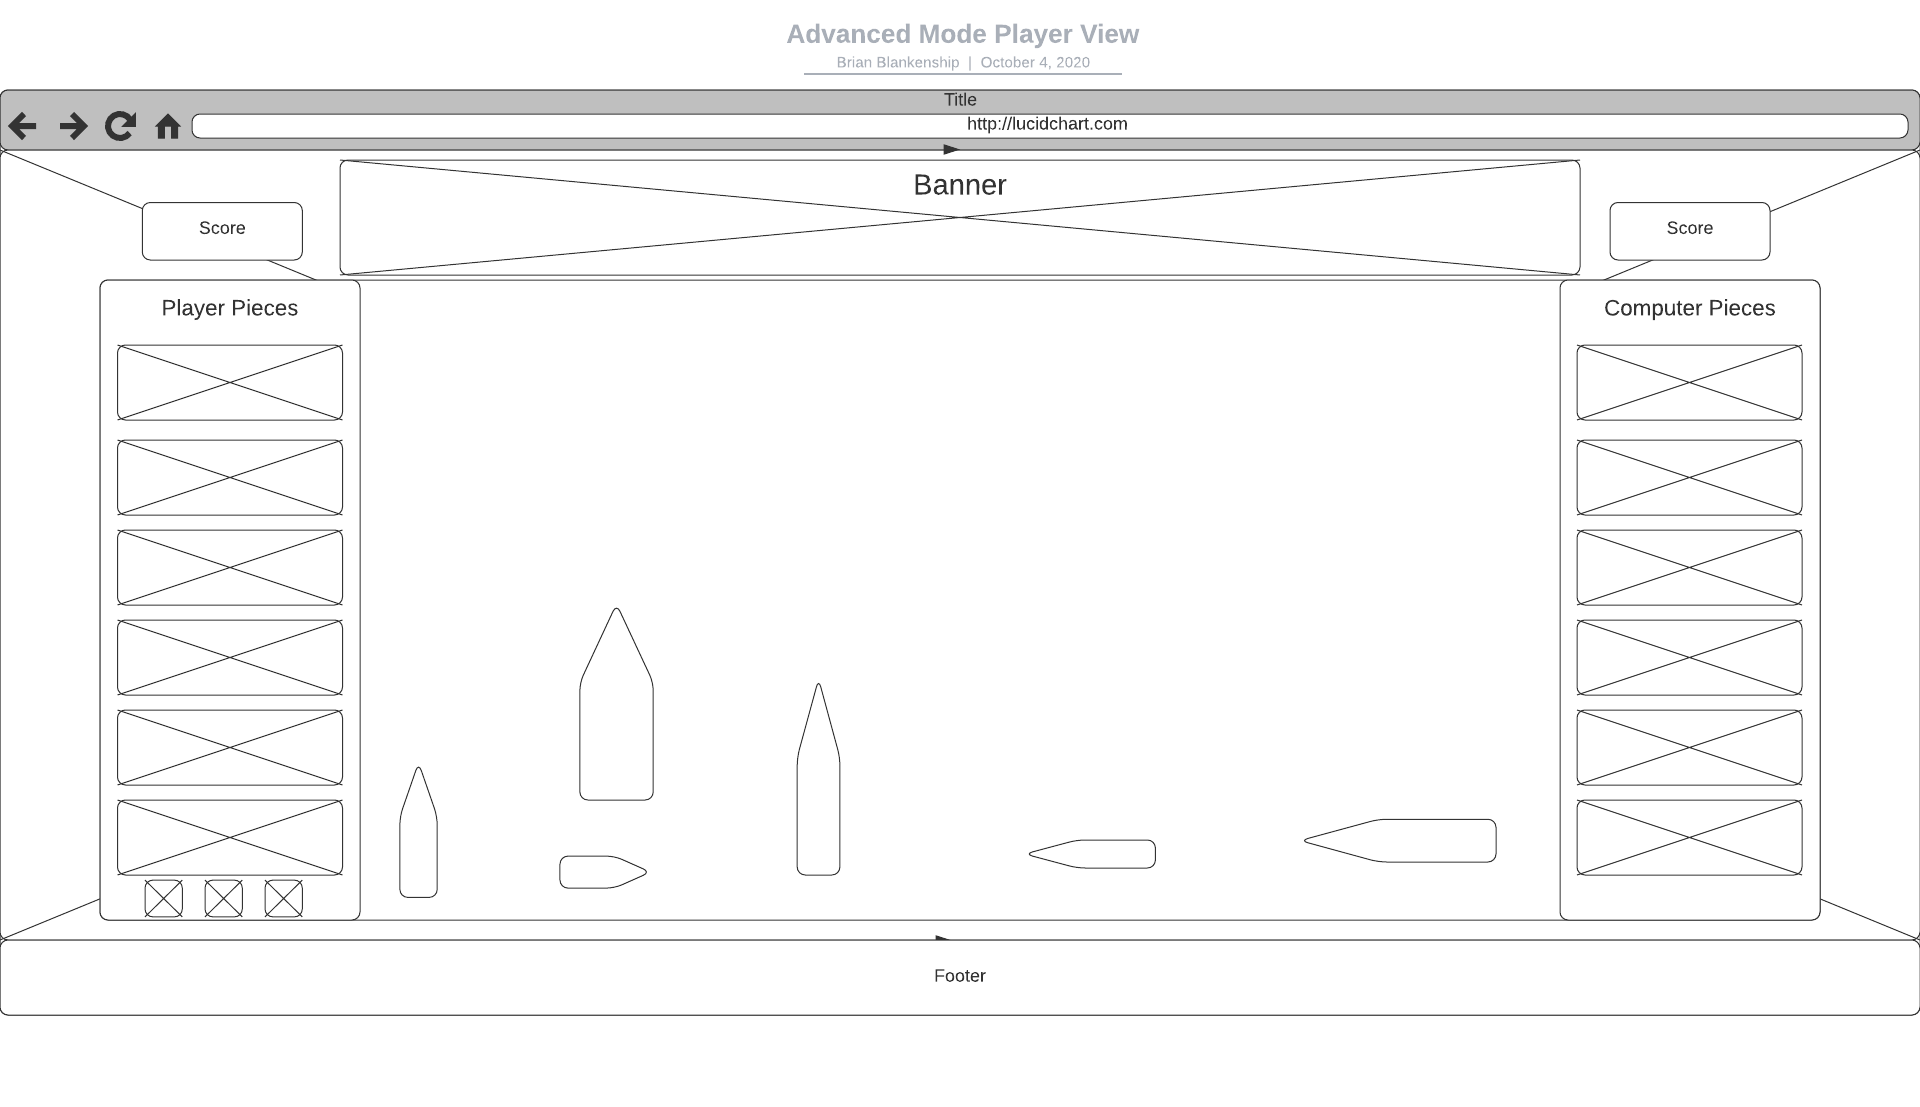 Advanced Mode Player View
Brian Blankenship | October 4, 2020
Title
http://lucidchart.com
Banner
Score
Score
Player Pieces
Computer Pieces
Footer